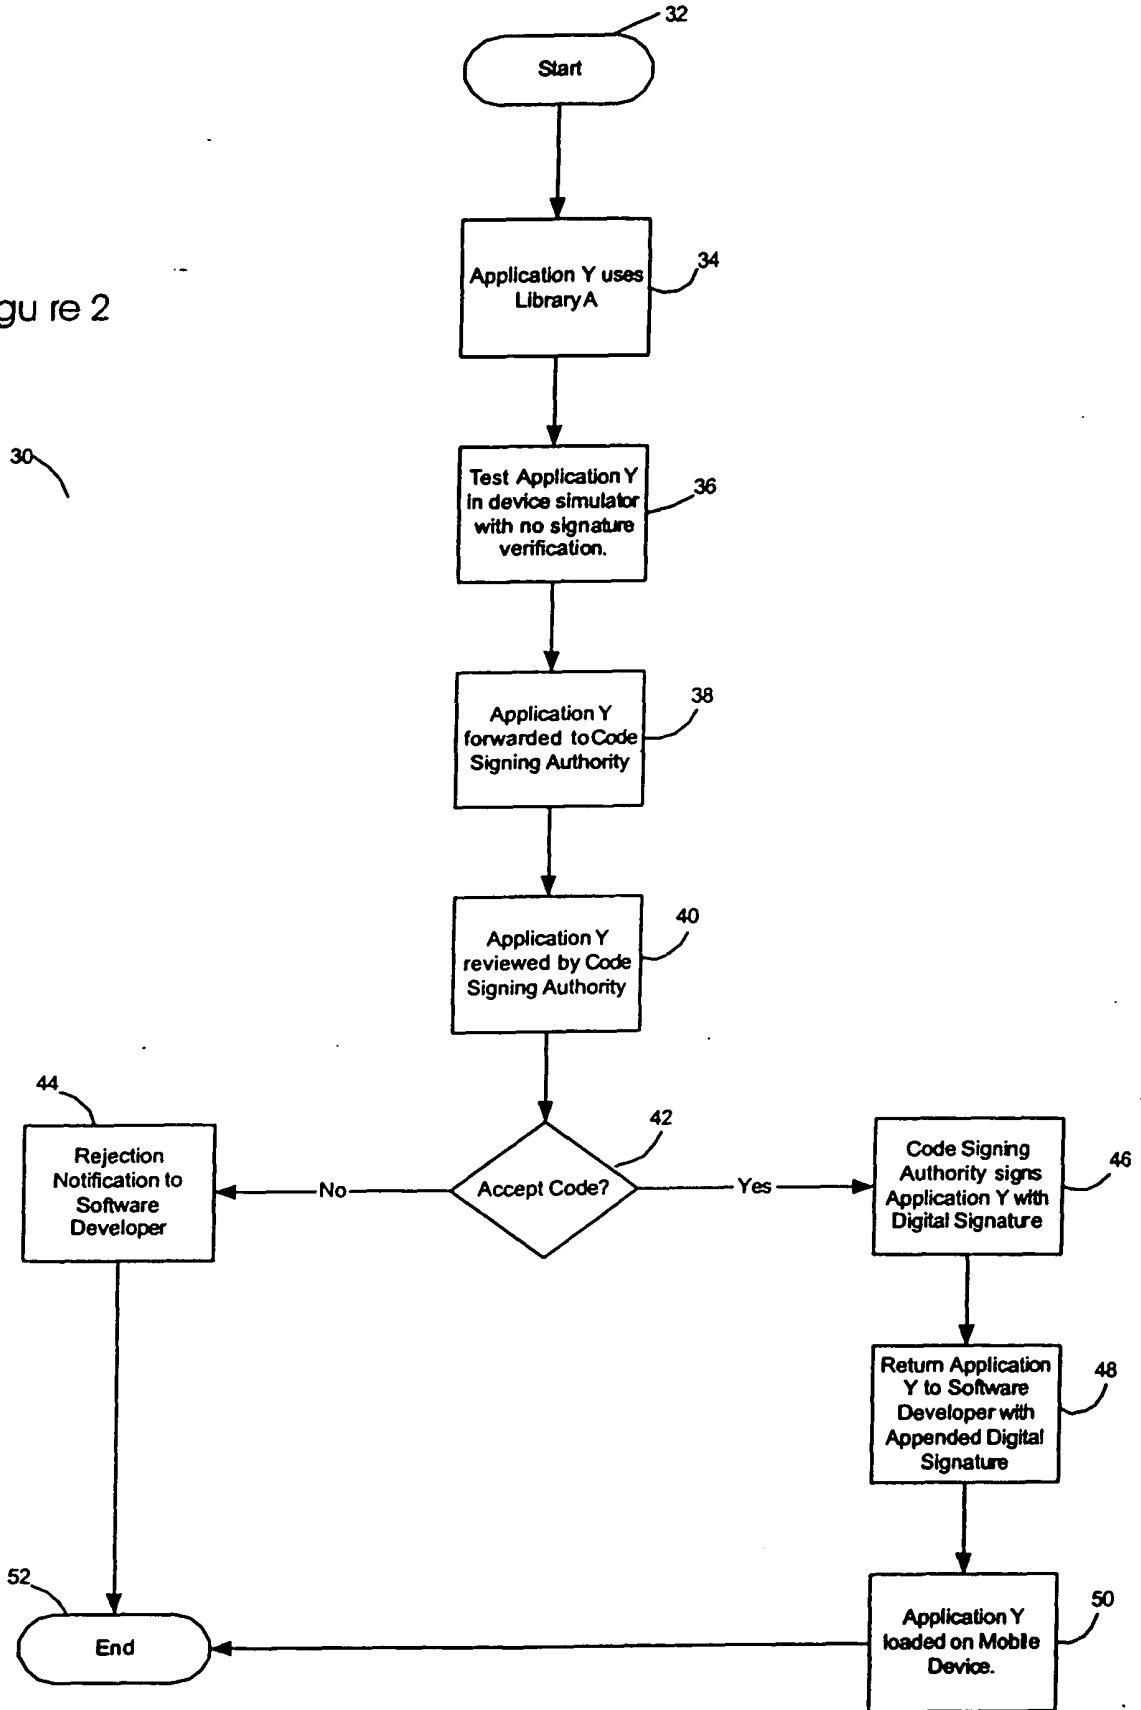 32
Start
Application Y uses
Library A
34
gu re 2
30
Test Application Y
in device simulator
with no signature
verification.
36
Application Y
forwarded to Code
Signing Authority
38
Application Y
reviewed by Code
Signing Authority
40
44
Rejection
Notification to
Software
Developer
No
42
Accept Code?
Yes
Code Signing
Authority signs
Application Y with
Digital Signature
46
Return Application
Y to Software
Developer with
Appended Digital
Signature
48
52
End
Application Y
loaded on Mobile
Device.
50